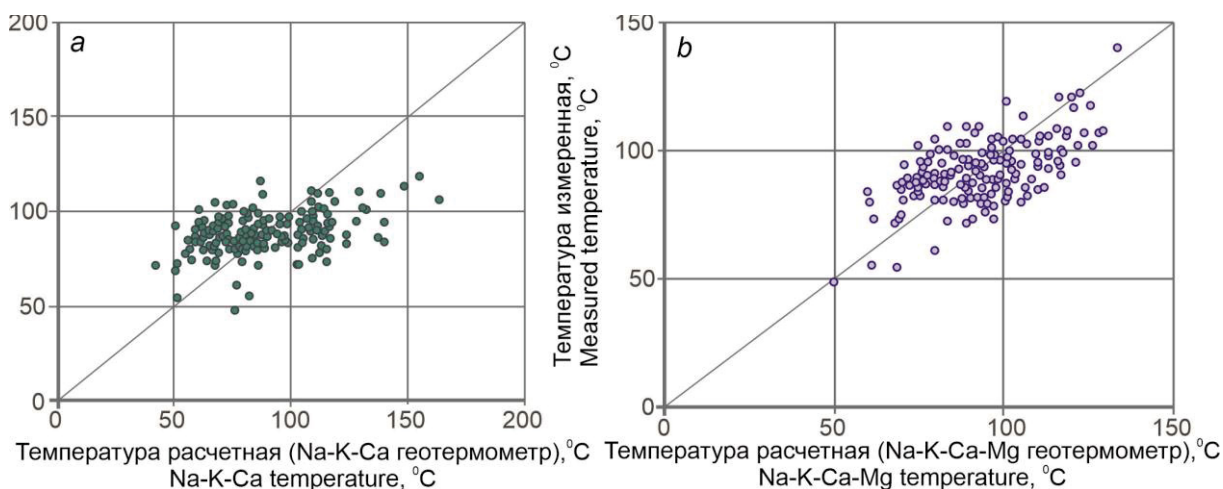 200
a
150
100
50
0
0
50
100
150
200
Температура расчетная (Na-K-Ca геотермометр),⁰C
Na-K-Ca temperature, ⁰C
Температура измеренная, ⁰C
Measured temperature, ⁰C
150
b
100
50
0
0
50
100
150
Температура расчетная (Na-K-Ca-Mg геотермометр),⁰C
Na-K-Ca-Mg temperature, ⁰C